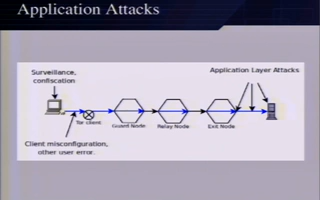 Application Attacks
Surveillance,
confiscation
Application Layer Attacks
Tor client
Guard Node
Relay Node
Exit Node
Client misconfiguration,
other user error.